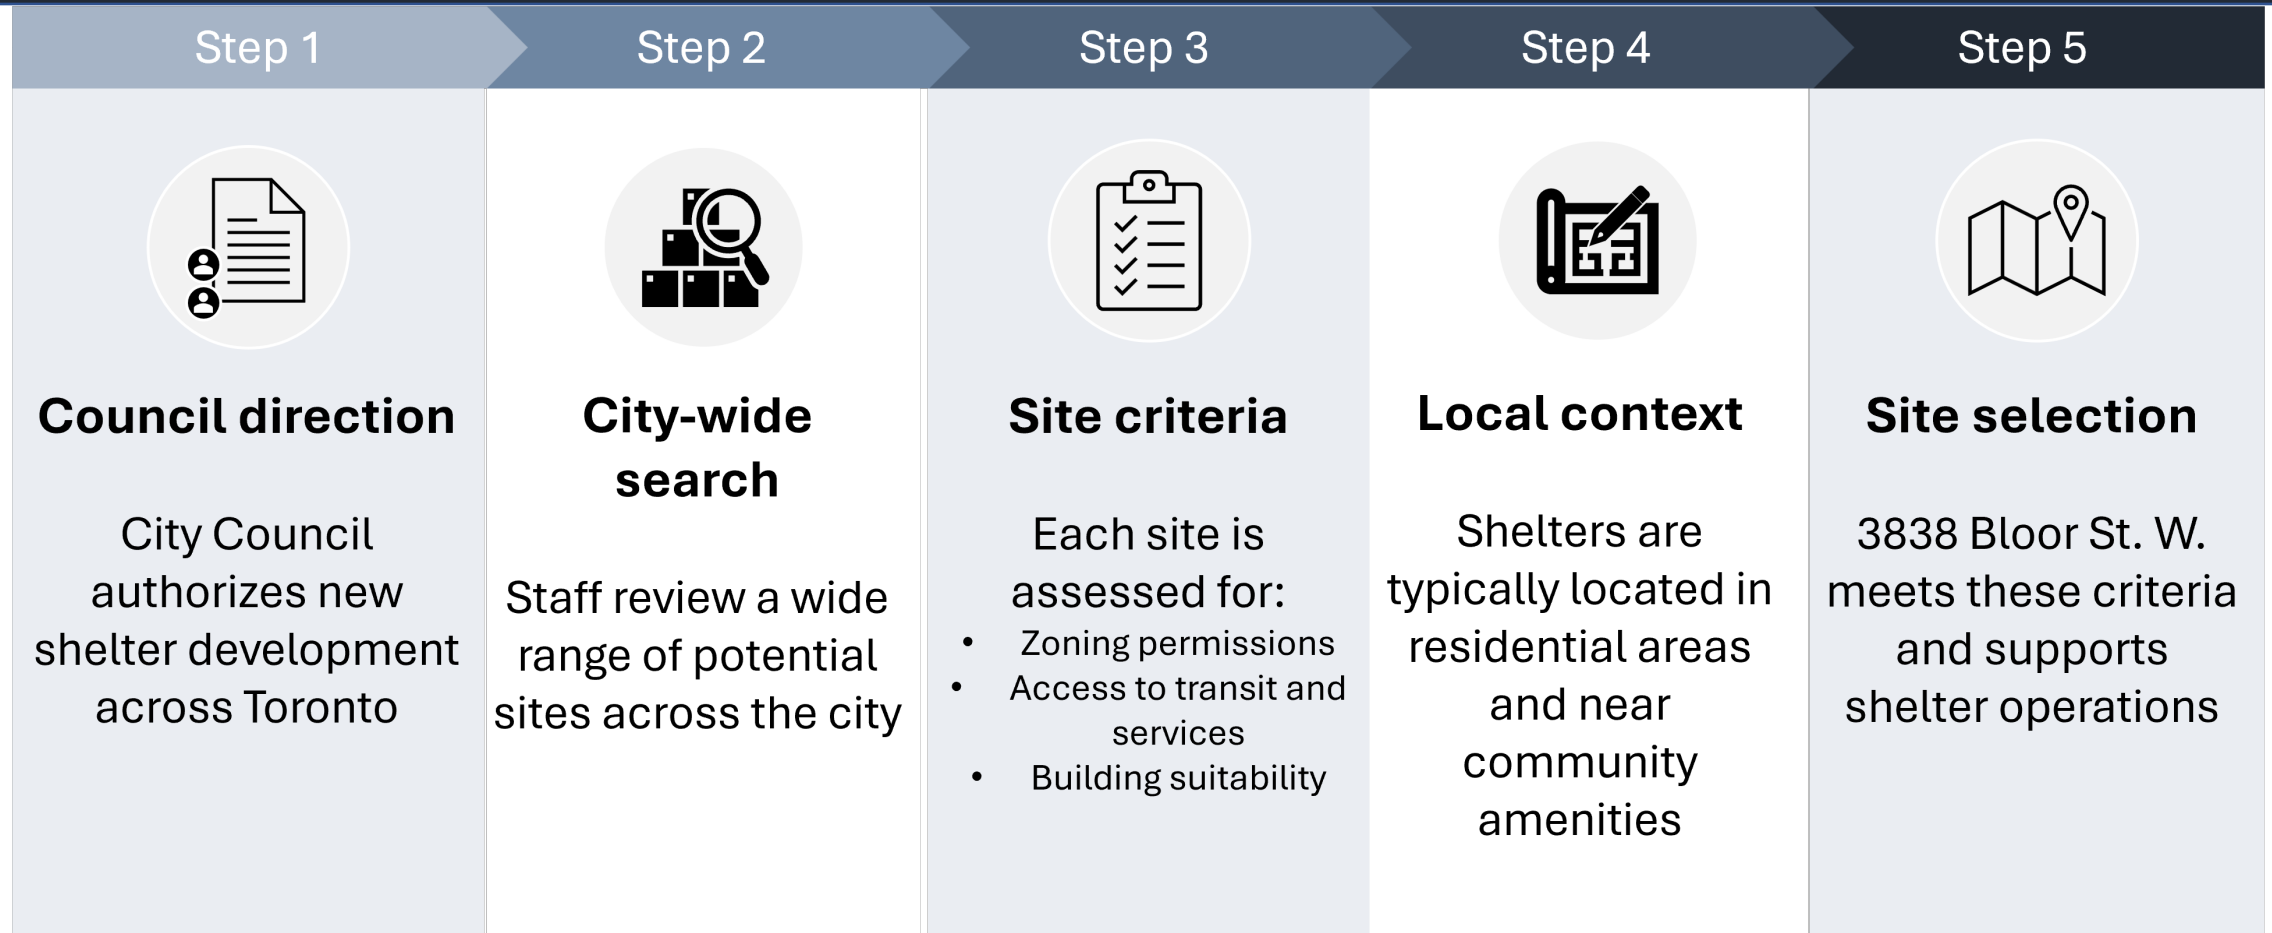 Step 1
Step 2
Step 3
Step 4
Step 5
Council direction
City Council
authorizes new
shelter development
across Toronto
City-wide
search
Staff review a wide
range of potential
sites across the city
Site criteria
Each site is
assessed for:
• Zoning permissions
• Access to transit and
services
• Building suitability
Local context
Shelters are
typically located in
residential areas
and near
community
amenities
Site selection
3838 Bloor St. W.
meets these criteria
and supports
shelter operations